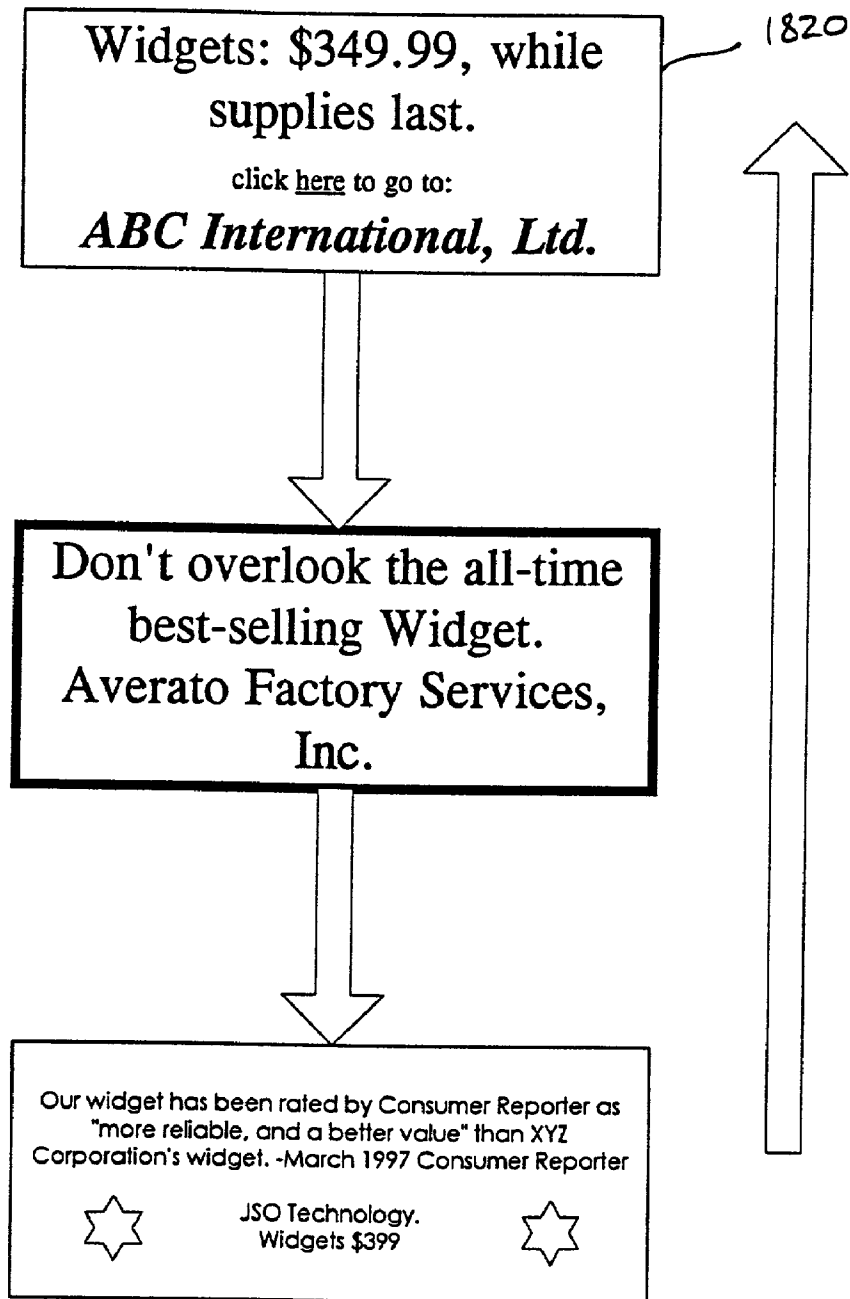 Widgets: $349.99, while
supplies last.
click here to go to:
ABC International, Ltd.
1820
Don't overlook the all-time
best-selling Widget.
Averato Factory Services,
Inc.
Our widget has been rated by Consumer Reporter as
"more reliable, and a better value" than XYZ
Corporation's widget. -March 1997 Consumer Reporter
JSO Technology.
Widgets $399